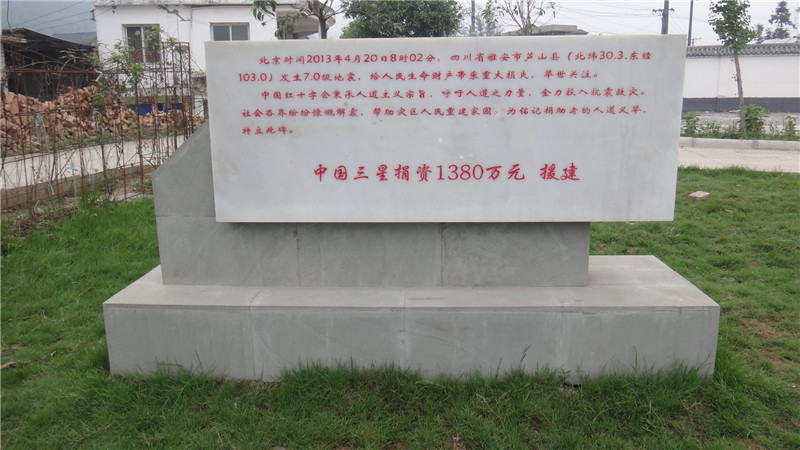 北京时间2013年4月20日8时02分，四川省雅安市芦山县（北纬30.3，东经
103.0）发生7.0级地震，给人民生命财产带来重大损失，举世关注。
中国红十字会秉承人道主义宗旨，呼吁人道之力量，全力投入抗震救灾。
社会各界纷纷慷慨解囊，帮助灾区人民重建家园。为铭记捐助者的人道义举，
特立此碑。
中国三星捐资1380万元 援建